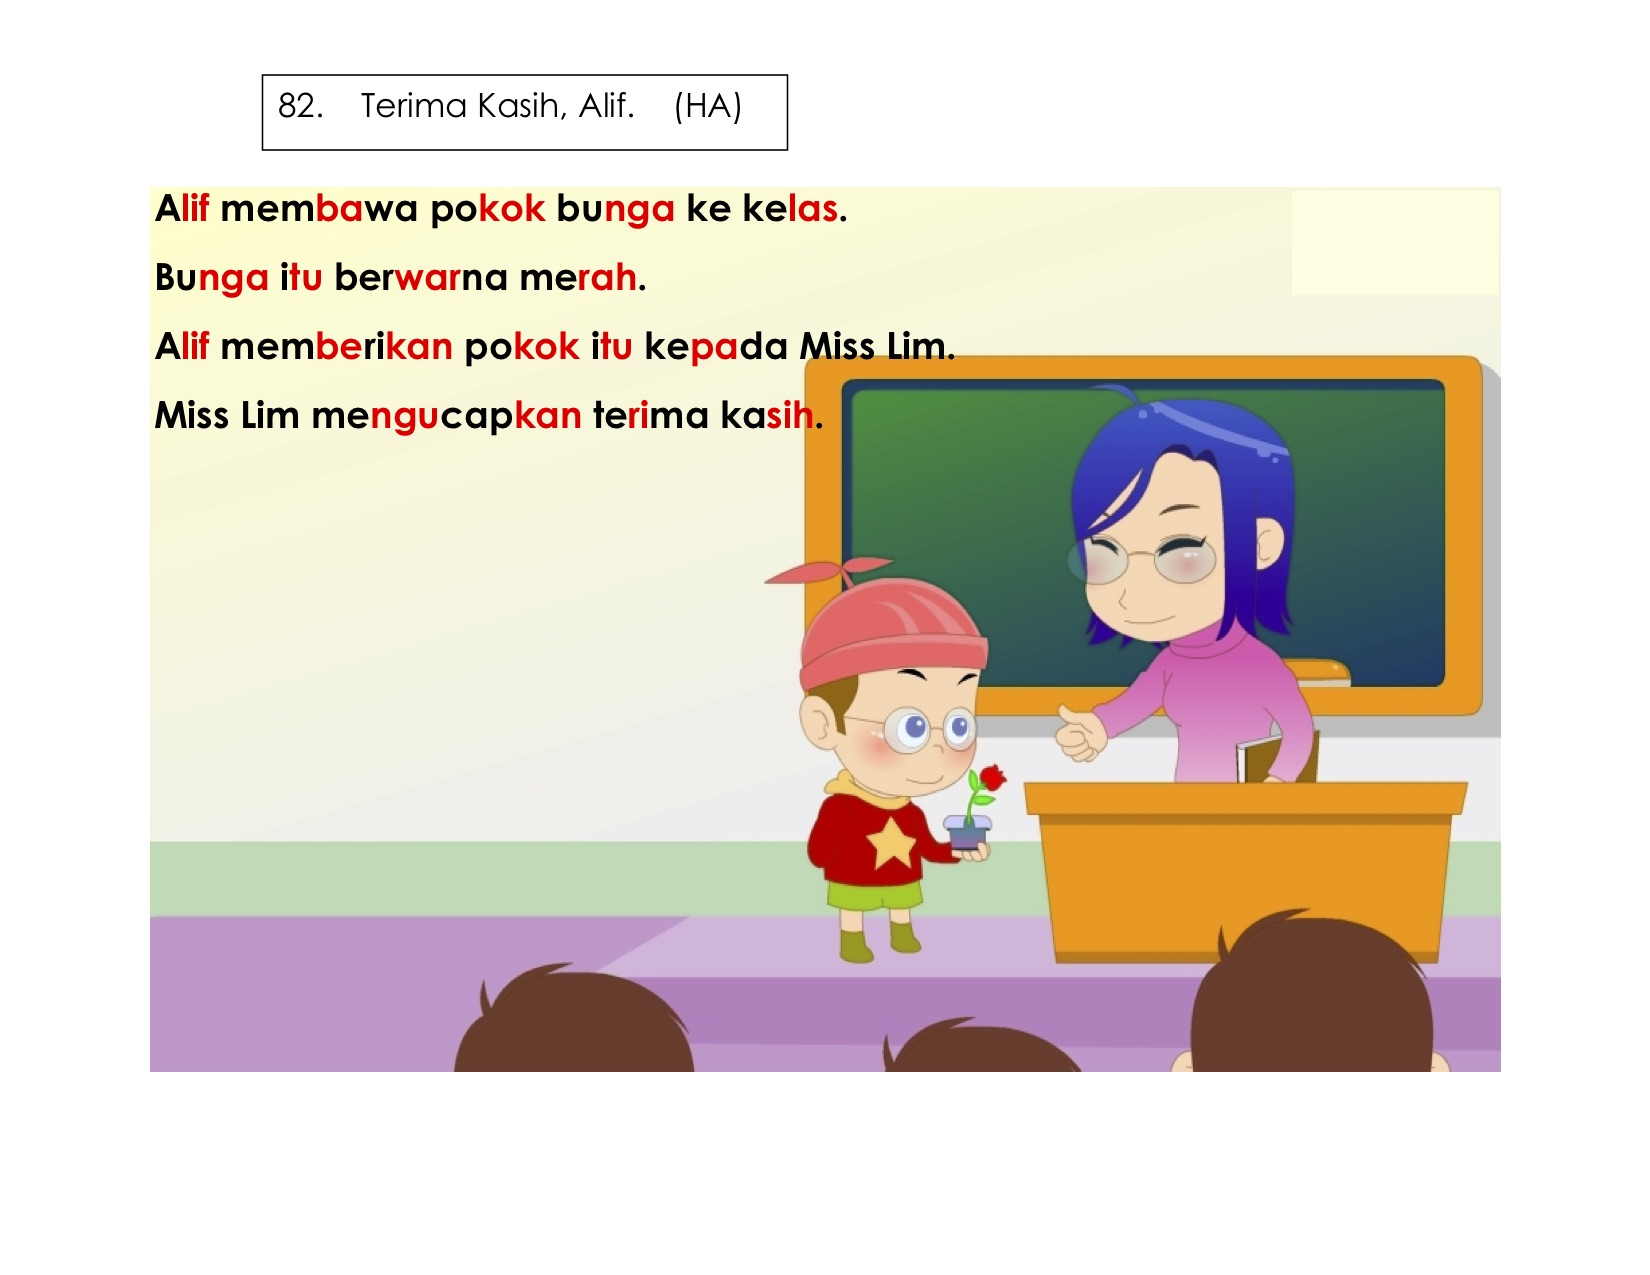 82. Terima Kasih, Alif. (HA)
Alif membawa pokok bunga ke kelas.
Bunga itu berwarna merah.
Alif memberikan pokok itu kepada Miss Lim.
Miss Lim mengucapkan terima kasih.